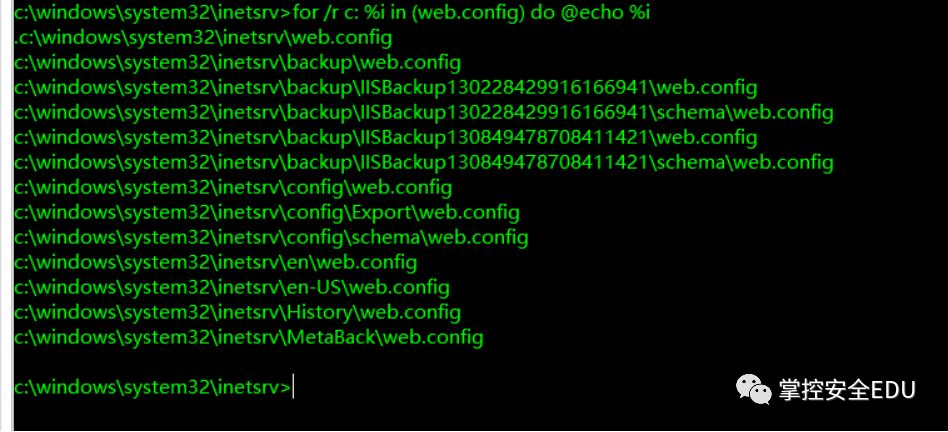 c:\windows\system32\inetsrv>for /r c: %i in (web.config) do @echo %i
.c:\windows\system32\inetsrv\web.config
c:\windows\system32\inetsrv\backup\web.config
c:\windows\system32\inetsrv\backup\IISBackup130228429916166941\web.config
c:\windows\system32\inetsrv\backup\IISBackup130228429916166941\schema\web.config
c:\windows\system32\inetsrv\backup\IISBackup130849478708411421\web.config
c:\windows\system32\inetsrv\backup\IISBackup130849478708411421\schema\web.config
c:\windows\system32\inetsrv\config\web.config
c:\windows\system32\inetsrv\config\Export\web.config
c:\windows\system32\inetsrv\config\schema\web.config
c:\windows\system32\inetsrv\en\web.config
c:\windows\system32\inetsrv\en-US\web.config
c:\windows\system32\inetsrv\History\web.config
c:\windows\system32\inetsrv\MetaBack\web.config
c:\windows\system32\inetsrv>
掌控安全EDU